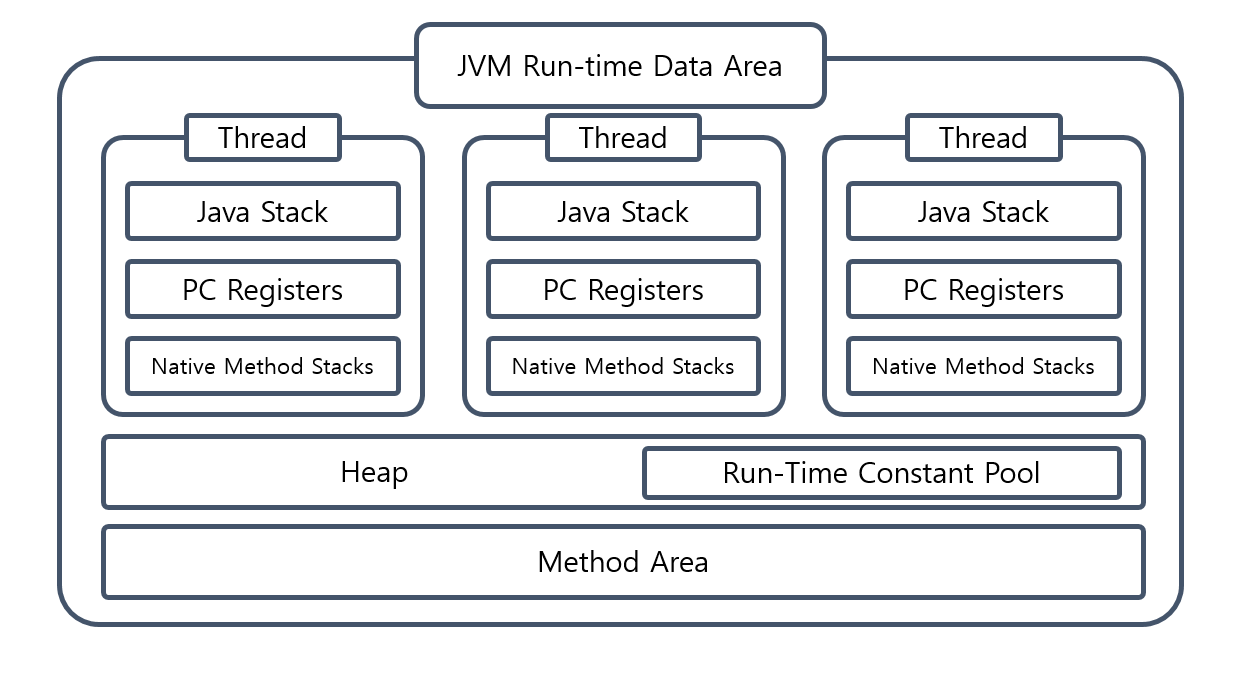 JVM Run-time Data Area
Thread
Java Stack
PC Registers
Native Method Stacks
Thread
Java Stack
PC Registers
Native Method Stacks
Thread
Java Stack
PC Registers
Native Method Stacks
Heap
Run-Time Constant Pool
Method Area